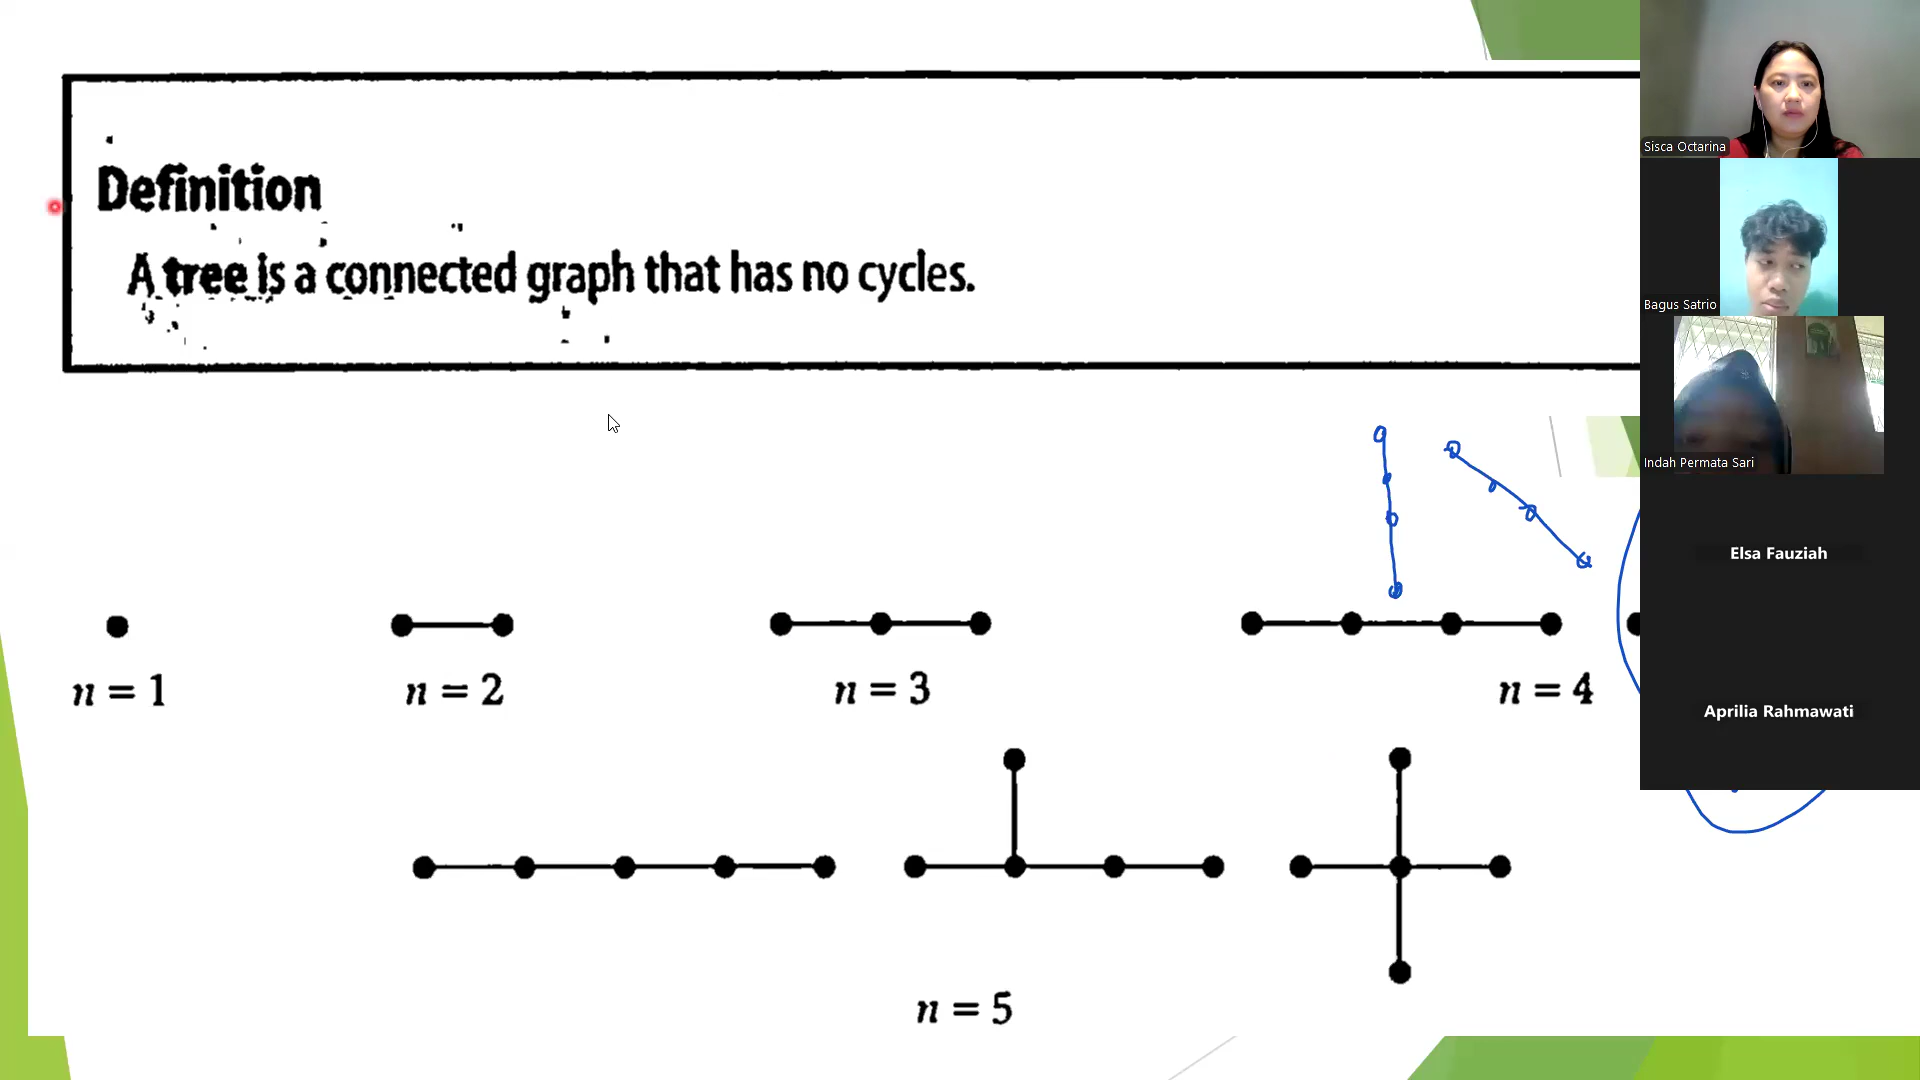 Definition
A tree is a connected graph that has no cycles.
n = 1
n = 2
n = 3
n = 4
n = 5
Sisca Octarina
Bagus Satrio
Indah Permata Sari
Elsa Fauziah
Aprilia Rahmawati